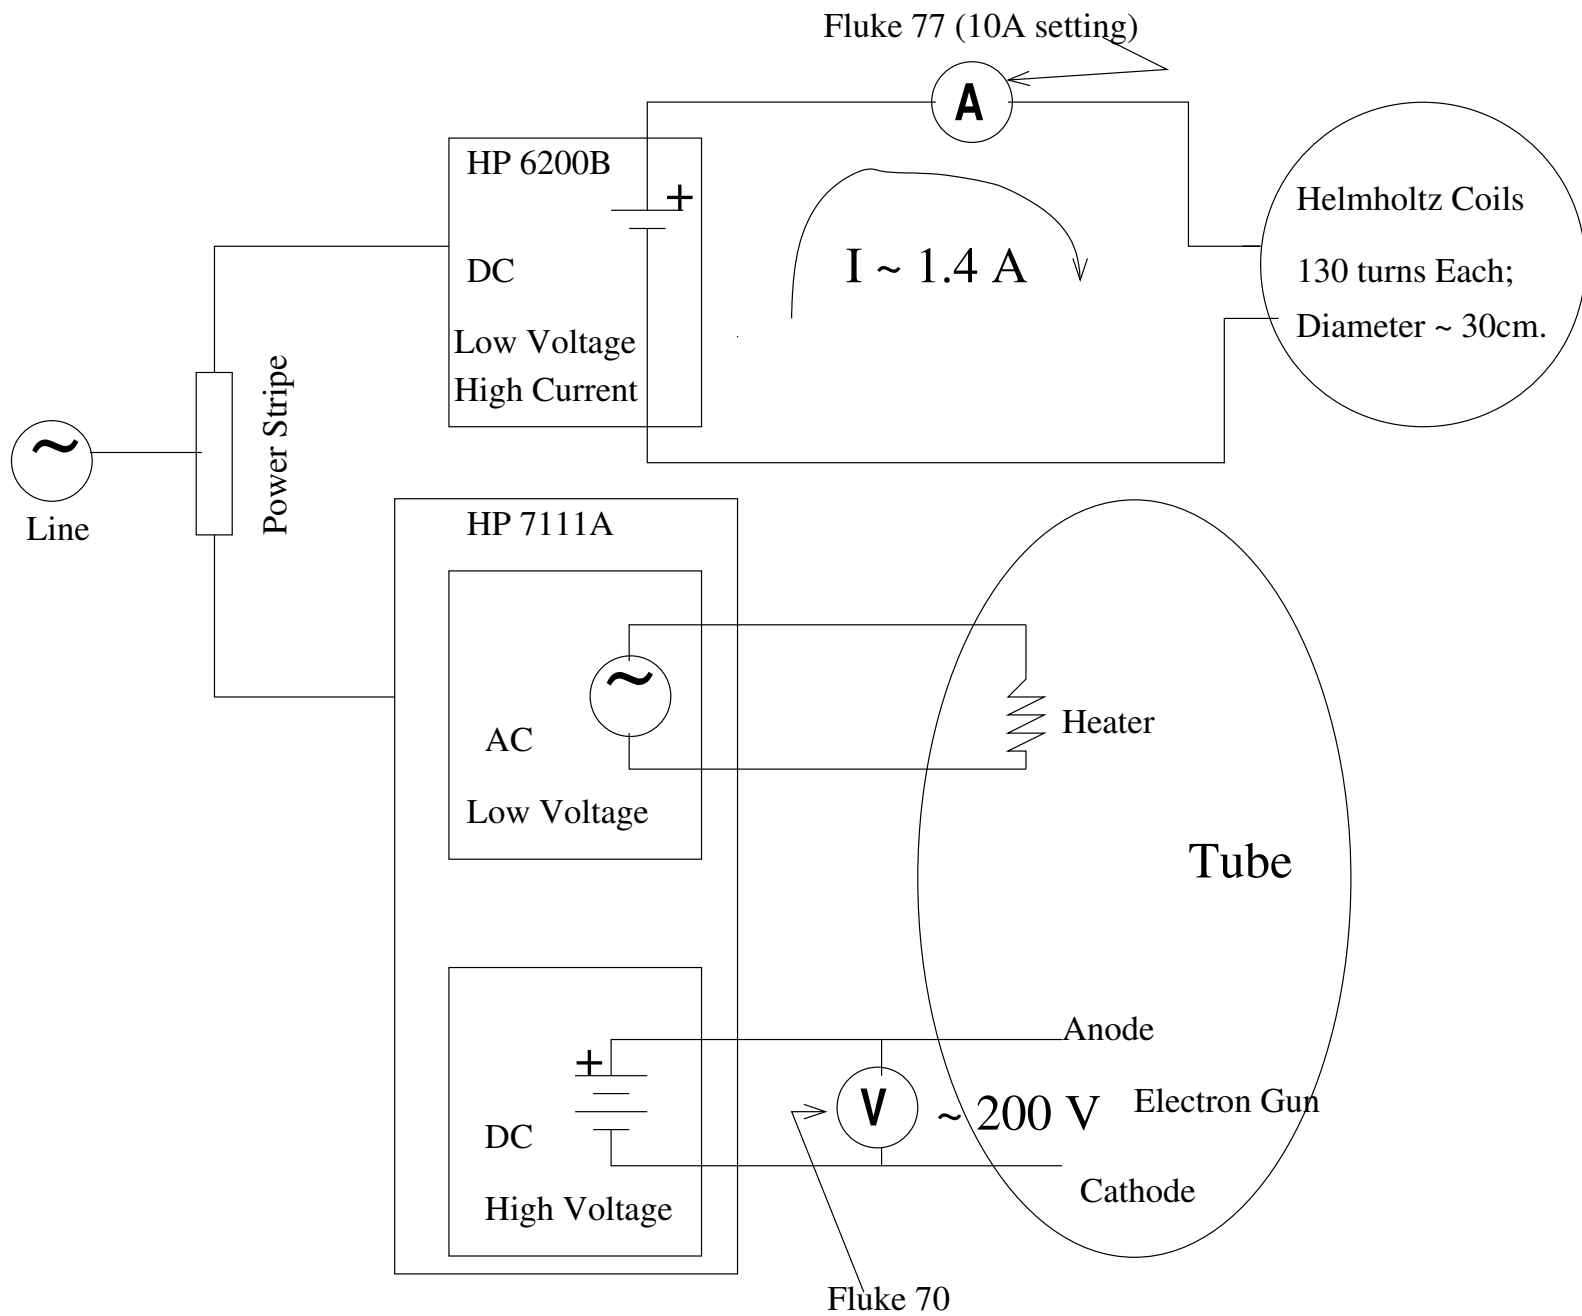 Fluke 77 (10A setting)
A
HP 6200B
+
DC
Low Voltage
High Current
I ~ 1.4 A
Helmholtz Coils
130 turns Each;
Diameter ~ 30cm.
~
Line
Power Stripe
HP 7111A
~
AC
Low Voltage
Heater
Tube
+
DC
High Voltage
V
~ 200 V
Anode
Electron Gun
Cathode
Fluke 70